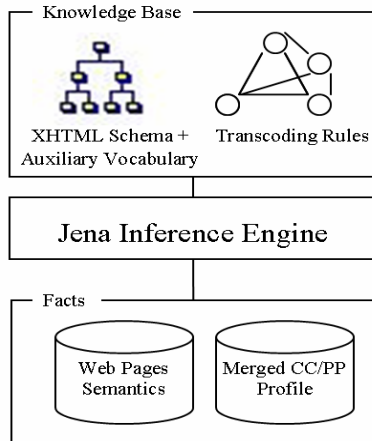 Knowledge Base
XHTML Schema +
Auxiliary Vocabulary
Transcoding Rules
Jena Inference Engine
Facts
Web Pages
Semantics
Merged CC/PP
Profile